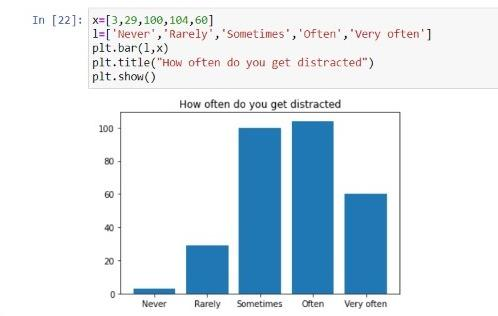 In [22]: x=[3,29,100,104,60]
l=['Never','Rarely','Sometimes','Often','Very often']
plt.bar(l,x)
plt.title("How often do you get distracted")
plt.show()
How often do you get distracted
100
80
60
40
20
0
Never Rarely Sometimes Often Very often